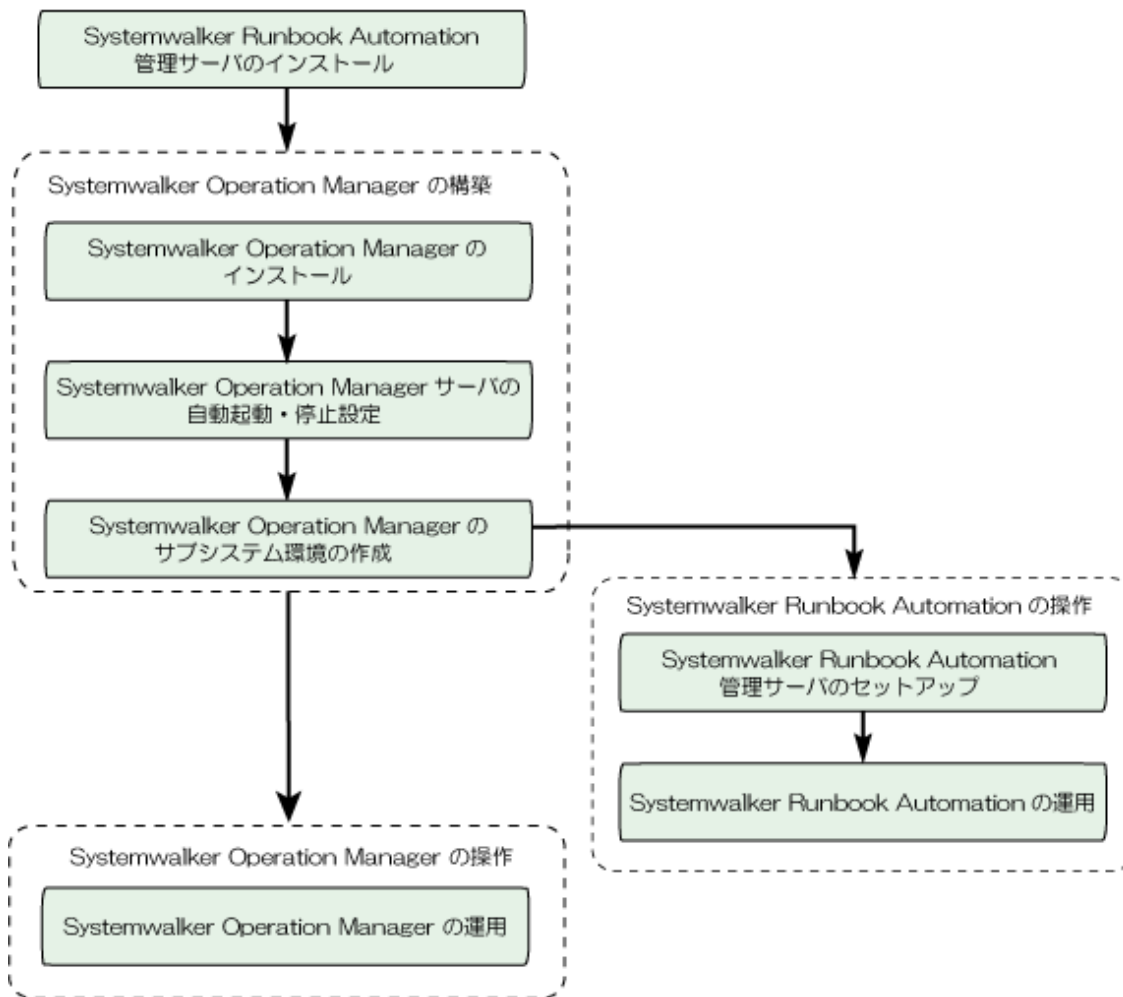 Systemwalker Runbook Automation
管理サーバのインストール
Systemwalker Operation Manager の構築
Systemwalker Operation Manager の
インストール
Systemwalker Operation Manager サーバの
自動起動・停止設定
Systemwalker Operation Manager の
サブシステム環境の作成
Systemwalker Runbook Automation の操作
Systemwalker Runbook Automation
管理サーバのセットアップ
Systemwalker Runbook Automation の運用
Systemwalker Operation Manager の操作
Systemwalker Operation Manager の運用